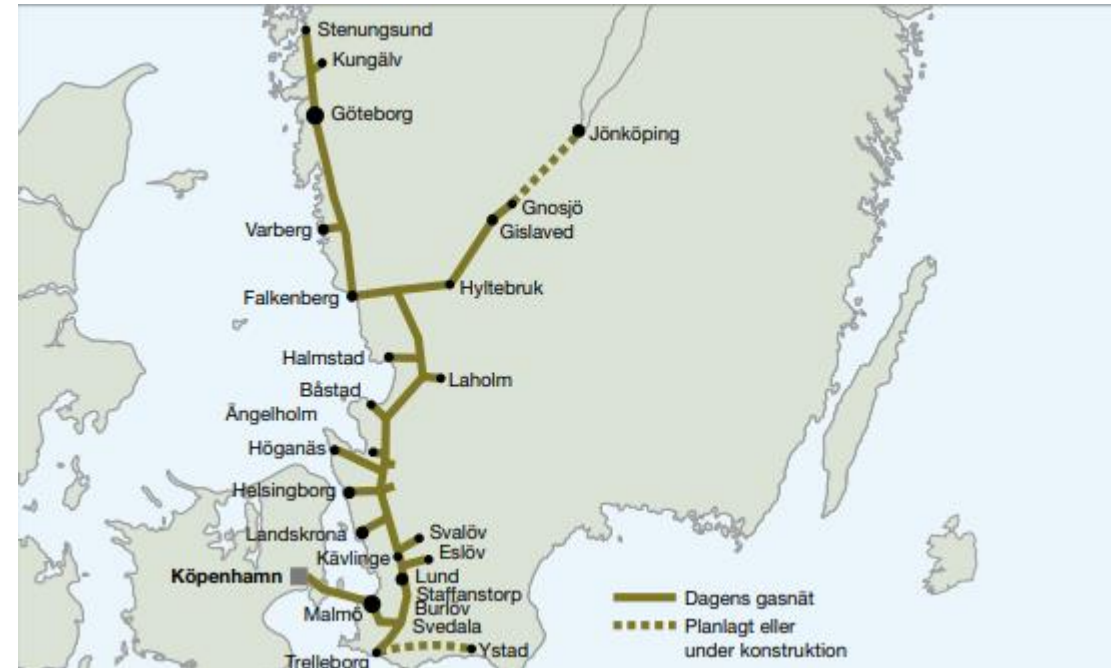 Stenungsund
Kungälv
Göteborg
Jönköping
Gnosjö
Gislaved
Varberg
Hyltebruk
Falkenberg
Halmstad
Laholm
Båstad
Ängelholm
Höganäs
Helsingborg
Landskrona
Svalöv
Eslöv
Kävlinge
Köpenhamn
Lund
Staffanstorp
Burlöv
Malmö
Svedala
Ystad
Trelleborg
Dagens gasnät
Planlagt eller
under konstruktion